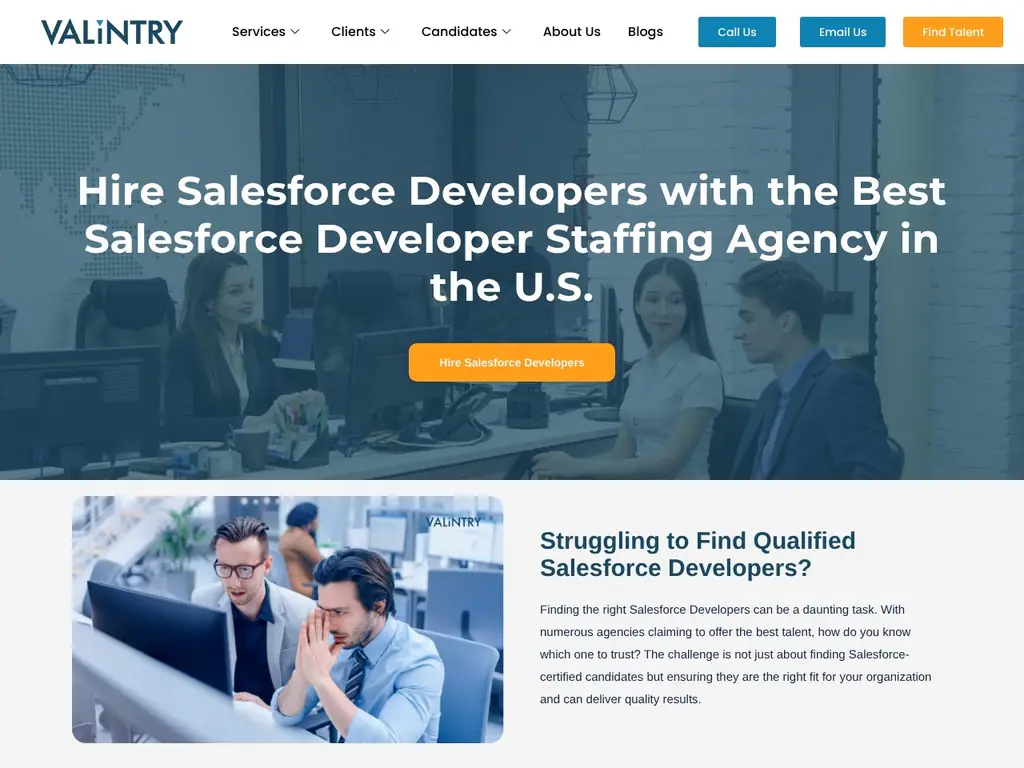 VALiNTRY
Services
Clients
Candidates
About Us
Blogs
Call Us
Email Us
Find Talent
Hire Salesforce Developers with the Best
Salesforce Developer Staffing Agency in
the U.S.
Hire Salesforce Developers
VALiNTRY
Struggling to Find Qualified
Salesforce Developers?
Finding the right Salesforce Developers can be a daunting task. With
numerous agencies claiming to offer the best talent, how do you know
which one to trust? The challenge is not just about finding Salesforce-
certified candidates but ensuring they are the right fit for your organization
and can deliver quality results.